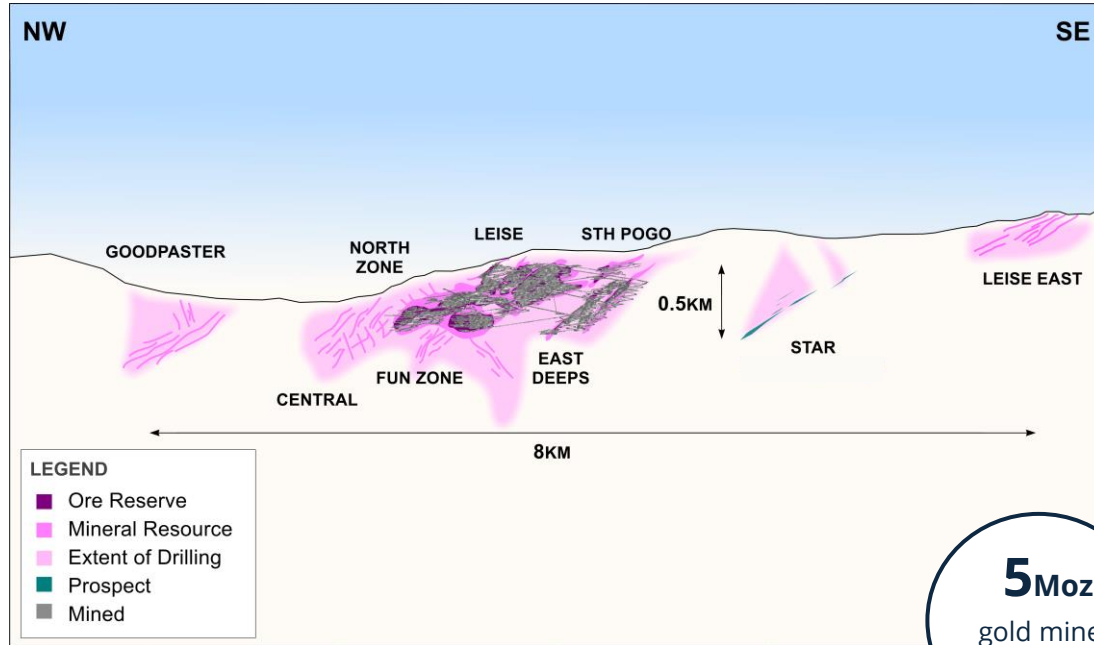 NW
SE
GOODPASTER
NORTH
ZONE
LEISE
STH POGO
LEISE EAST
0.5KM
STAR
EAST
DEEPS
FUN ZONE
CENTRAL
8KM
LEGEND
Ore Reserve
Mineral Resource
Extent of Drilling
Prospect
Mined
5Moz
gold